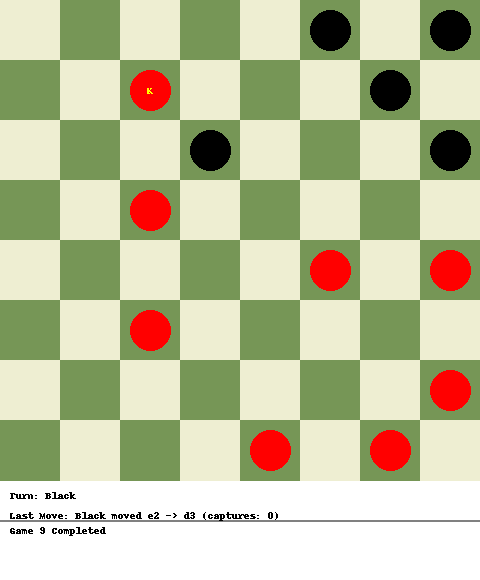 K
Turn: Black
Last Move: Black moved e2 -> d3 (captures: 0)
Game 9 Completed